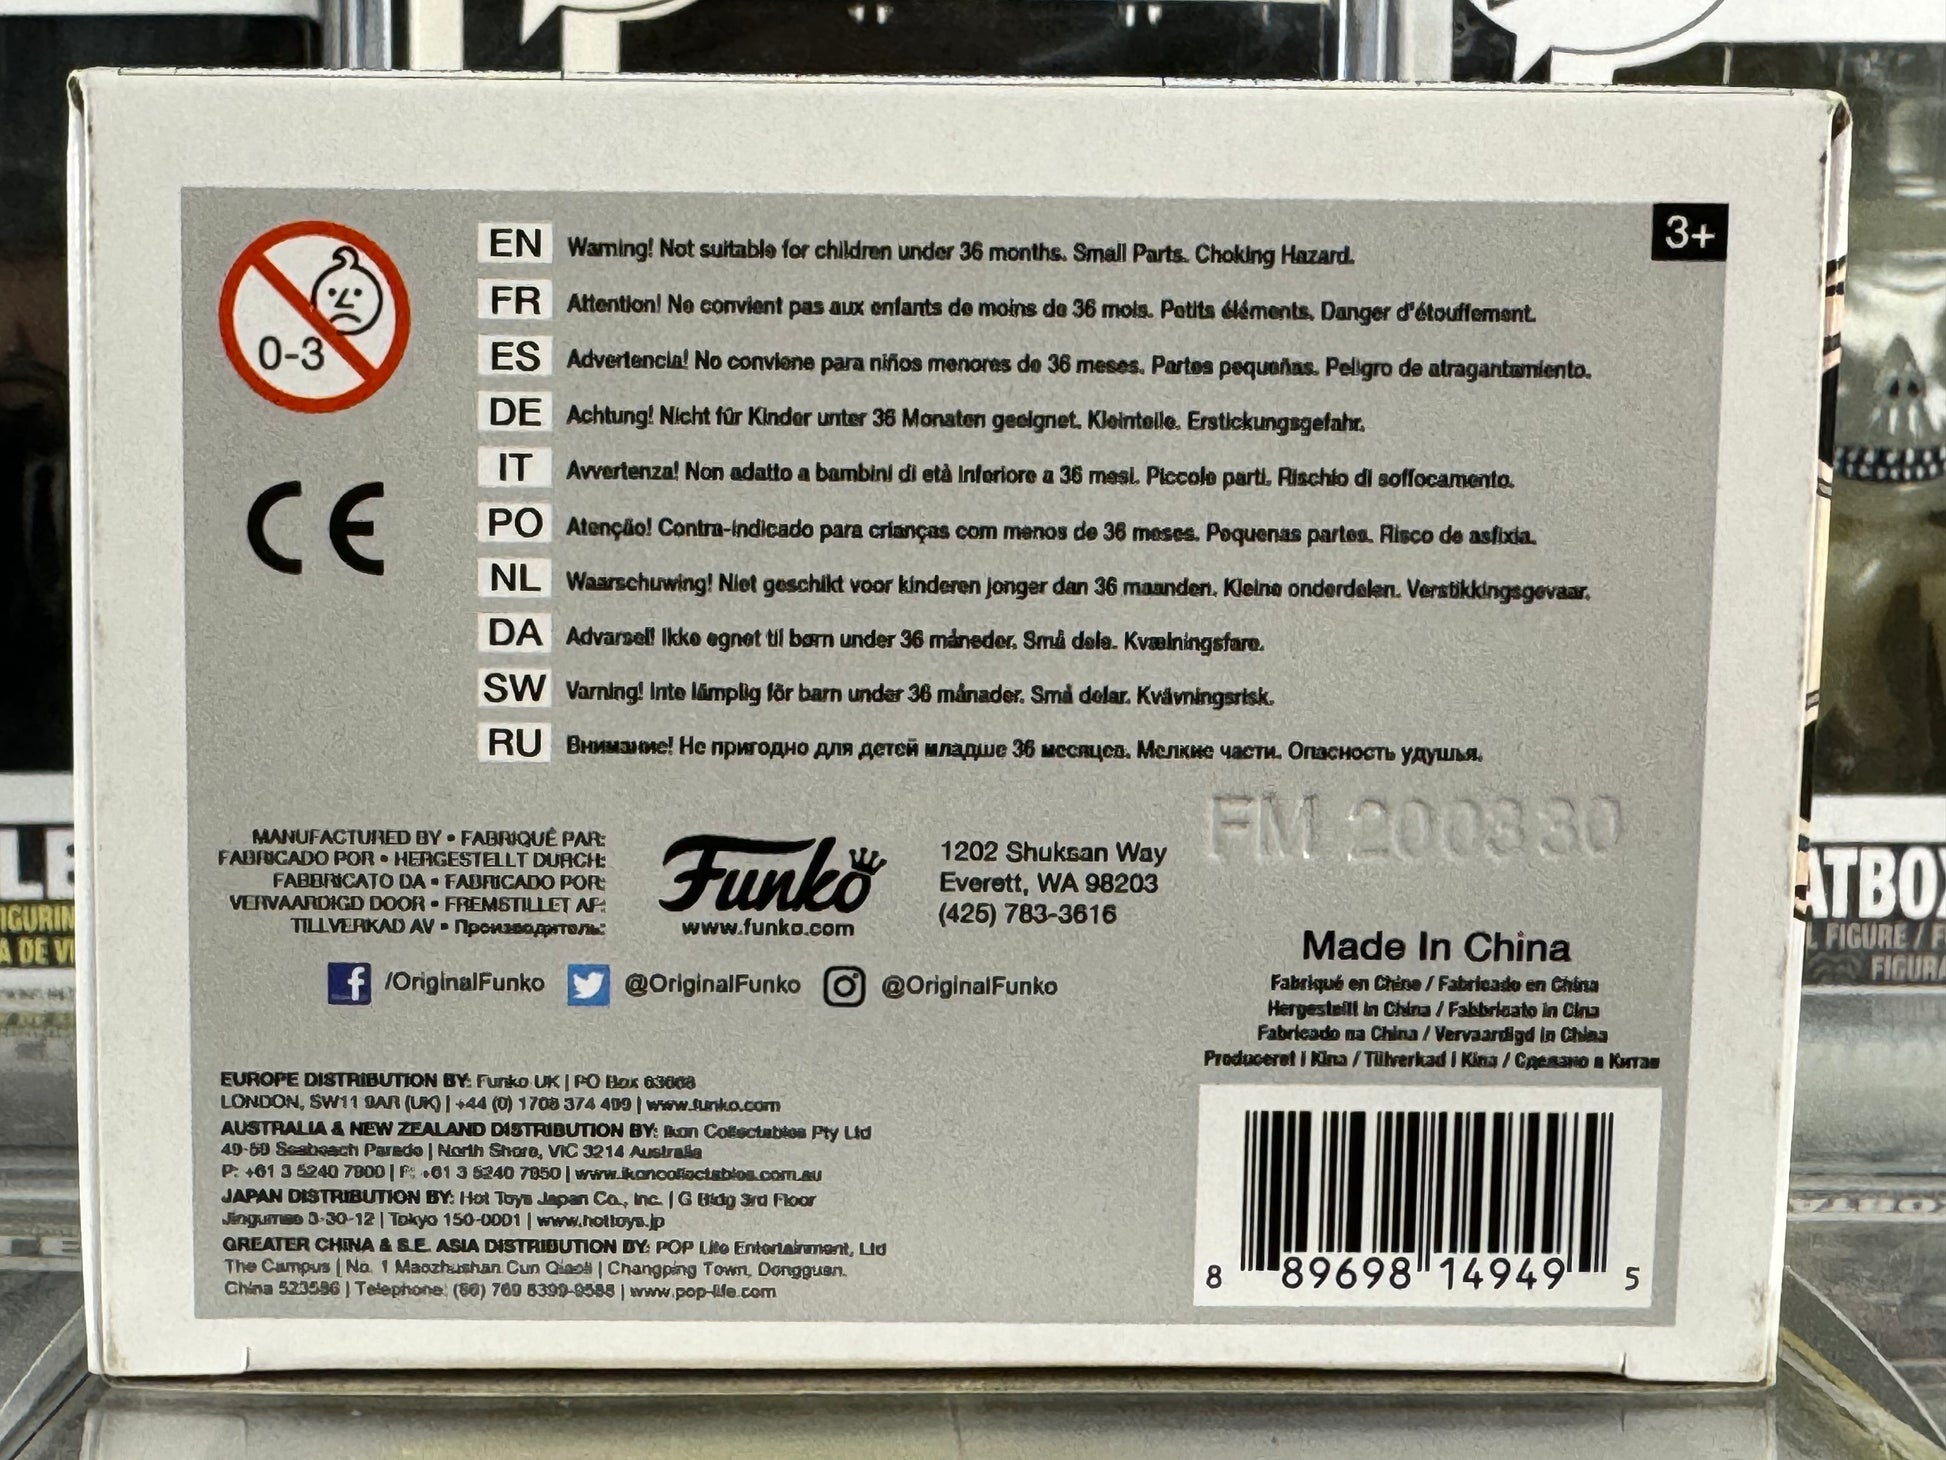 EN Warning! Not suitable for children under 36 months. Small Parts. Choking Hazard.
3+
FR Attention! Ne convient pas aux enfants de moins de 36 mois. Petits éléments. Danger d'étouffement.
ES Advertencia! No conviene para niños menores de 36 meses. Partes pequeñas. Peligro de atragantamiento.
0-3
DE Achtung! Nicht für Kinder unter 36 Monaten geeignet. Kleinteile. Erstickungsgefahr.
IT Avvertenza! Non adatto a bambini di età inferiore a 36 mesi. Piccole parti. Rischio di soffocamento.
CE
PO Atenção! Contra-indicado para crianças com menos de 36 meses. Pequenas partes. Risco de asfixia.
NL Waarschuwing! Niet geschikt voor kinderen jonger dan 36 maanden. Kleine onderdelen. Verstikkingsgevaar.
DA Advarsel! Ikke egnet til børn under 36 måneder. Små dele. Kvælningsfare.
SW Varning! Inte lämplig för barn under 36 månader. Små delar. Kvävningsrisk.
RU Внимание! Не пригодно для детей младше 36 месяцев. Мелкие части. Опасность удушья.
FM 200330
MANUFACTURED BY • FABRIQUÉ PAR:
FABRICADO POR • HERGESTELLT DURCH:
FABBRICATO DA • FABRICADO POR:
VERVAARDIGD DOOR • FREMSTILLET AF:
TILLVERKAD AV • Производитель:
Funko
www.funko.com
1202 Shuksan Way
Everett, WA 98203
(425) 783-3616
/OriginalFunko @OriginalFunko @OriginalFunko
Made In China
Fabriqué en Chine / Fabricado en China
Hergestellt in China / Fabbricato in Cina
Fabricado na China / Vervaardigd in China
Produceret i Kina / Tillverkad i Kina / Сделано в Китае
EUROPE DISTRIBUTION BY: Funko UK | PO Box
LONDON, SW11 9AR (UK) | +44 (0) 1708 374 499 | www.funko.com
AUSTRALIA & NEW ZEALAND DISTRIBUTION BY: Ikon Collectables Pty Ltd
49-59 Seabeach Parade | North Shore, VIC 3214 Australia
P: +61 3 5240 7900 | F: +61 3 5240 7950 | www.ikoncollectables.com.au
JAPAN DISTRIBUTION BY: Hot Toys Japan Co., Inc. | G Bldg 3rd Floor
Jingumae 3-30-12 | Tokyo 150-0001 | www.hottoys.jp
GREATER CHINA & S.E. ASIA DISTRIBUTION BY: POP Life Entertainment, Ltd
The Campus | No. 1 Maozhushan Cun Qiaoli | Changping Town, Dongguan,
China 523586 | Telephone: (86) 769 8399-9588 | www.pop-life.com
8 89698 14949 5
ATBOX
L FIGURE / F
FIGURA
LE
IGURIN
A DE VI